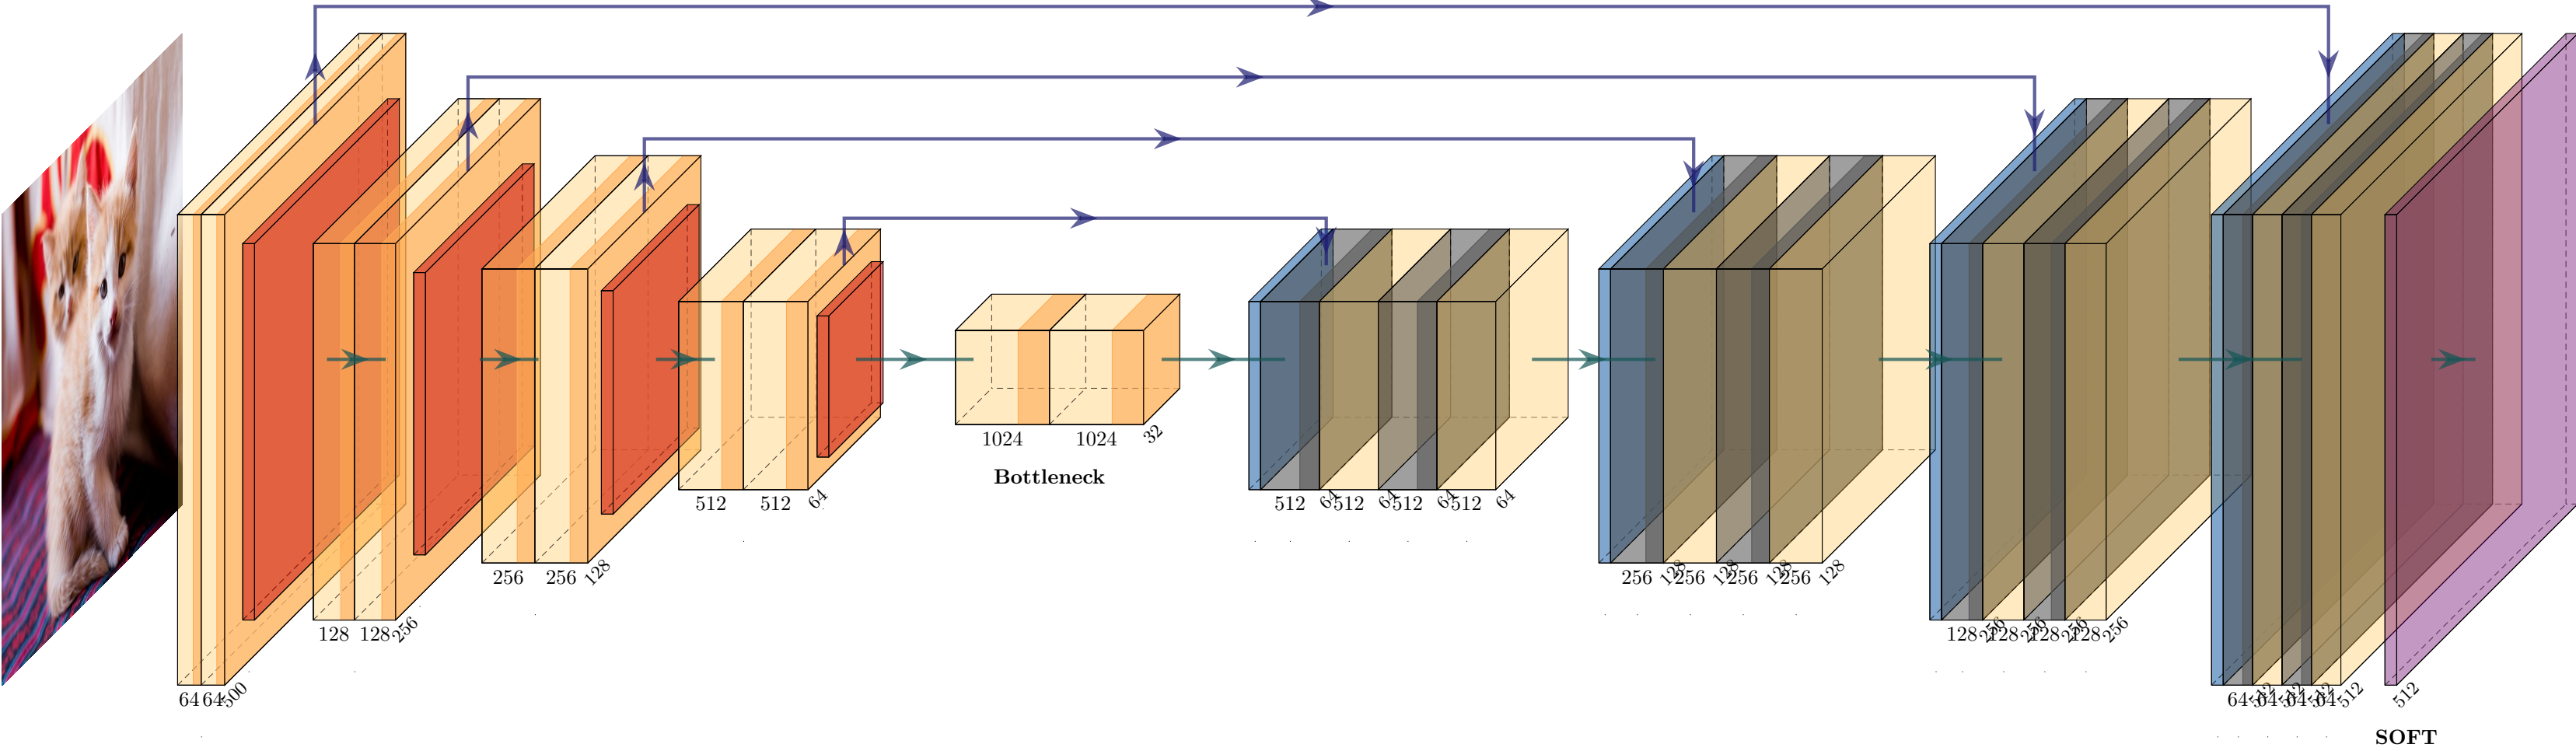 64 64 500
128 128 256
256 256 128
512 512 64
1024 1024 32
Bottleneck
512 64 512 64 512 64 512 64
256 128 256 128 256 128 256 128
128 256 128 256 128 256 128 256
64 512 64 512 64 512 64 512
512
SOFT